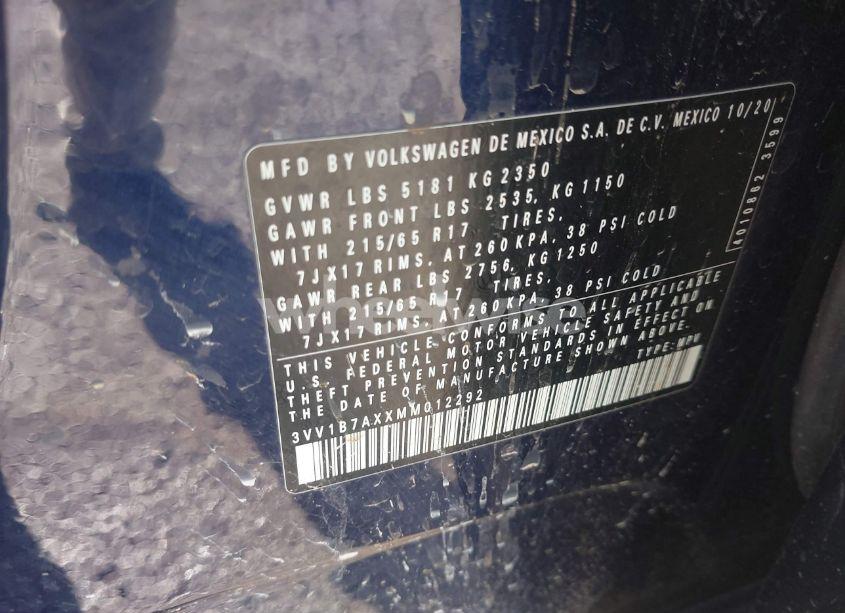 MFD BY VOLKSWAGEN DE MEXICO S.A. DE C.V. MEXICO 10/20
GVWR LBS 5181 KG 2350
GAWR FRONT LBS 2535, KG 1150
WITH 215/65 R17 TIRES,
7JX17 RIMS, AT 260 KPA, 38 PSI COLD
GAWR REAR LBS 2756, KG 1250
WITH 215/65 R17 TIRES,
7JX17 RIMS, AT 260 KPA, 38 PSI COLD
THIS VEHICLE CONFORMS TO ALL APPLICABLE
U.S. FEDERAL MOTOR VEHICLE SAFETY AND
THEFT PREVENTION STANDARDS IN EFFECT ON
THE DATE OF MANUFACTURE SHOWN ABOVE.
TYPE: MPV
3VV1B7AXXMM012292
4010862 3599